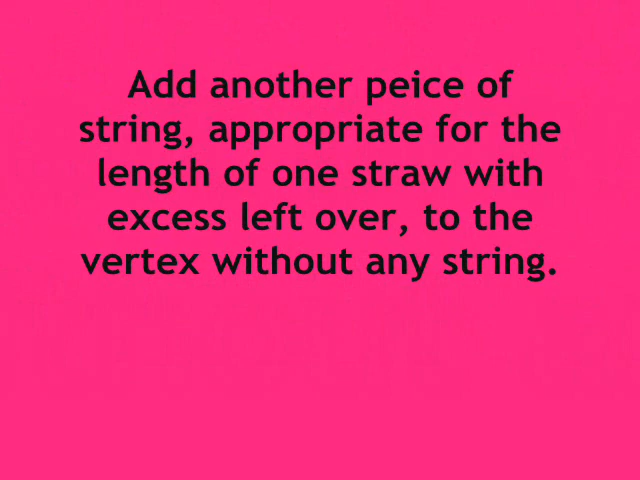 Add another peice of
string, appropriate for the
length of one straw with
excess left over, to the
vertex without any string.